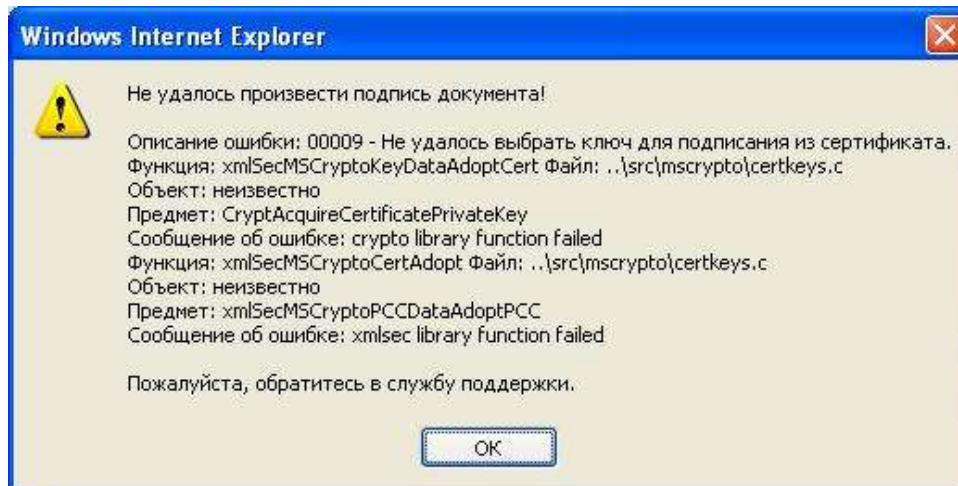 Windows Internet Explorer
Не удалось произвести подпись документа!
Описание ошибки: 00009 - Не удалось выбрать ключ для подписания из сертификата.
Функция: xmlSecMSCryptoKeyDataAdoptCert Файл: ..\src\mscrypto\certkeys.c
Объект: неизвестно
Предмет: CryptAcquireCertificatePrivateKey
Сообщение об ошибке: crypto library function failed
Функция: xmlSecMSCryptoCertAdopt Файл: ..\src\mscrypto\certkeys.c
Объект: неизвестно
Предмет: xmlSecMSCryptoPCCDataAdoptPCC
Сообщение об ошибке: xmlsec library function failed
Пожалуйста, обратитесь в службу поддержки.
ОК